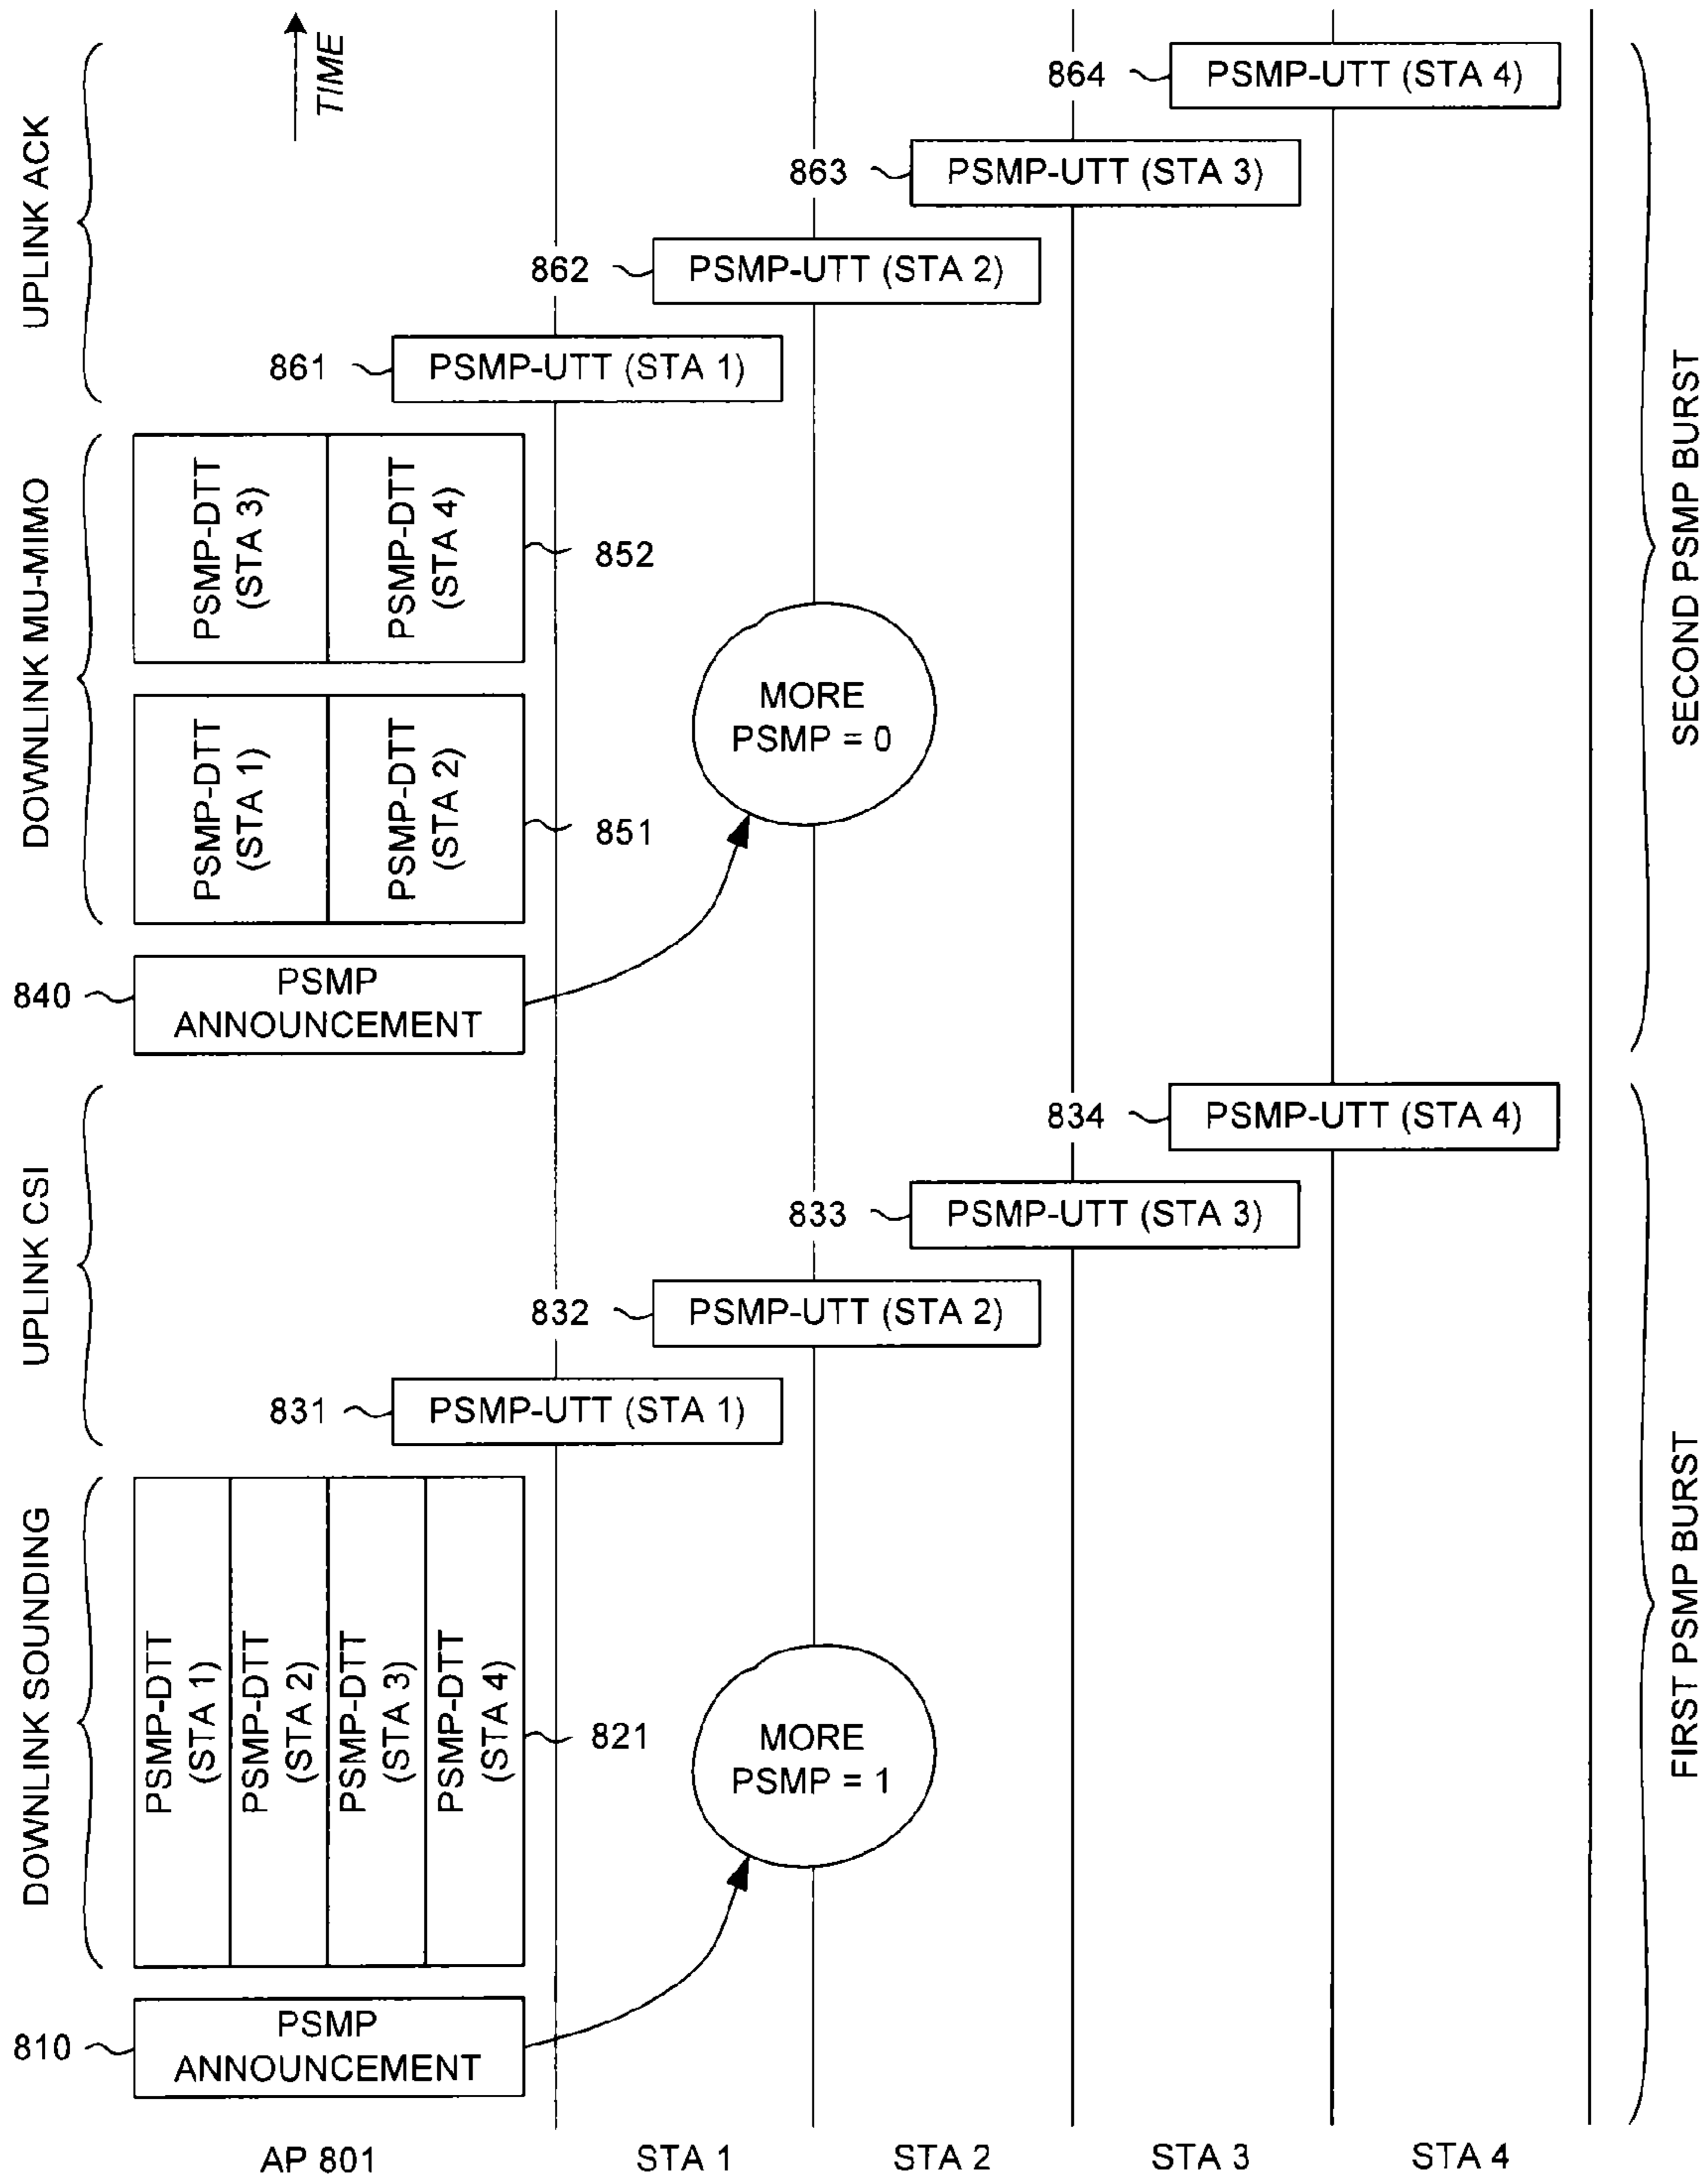 TIME
UPLINK ACK
864
PSMP-UTT (STA 4)
863
PSMP-UTT (STA 3)
862
PSMP-UTT (STA 2)
861
PSMP-UTT (STA 1)
DOWNLINK MU-MIMO
PSMP-DTT
(STA 3)
PSMP-DTT
(STA 4)
852
PSMP-DTT
(STA 1)
PSMP-DTT
(STA 2)
851
MORE
PSMP = 0
840
PSMP
ANNOUNCEMENT
SECOND PSMP BURST
UPLINK CSI
834
PSMP-UTT (STA 4)
833
PSMP-UTT (STA 3)
832
PSMP-UTT (STA 2)
831
PSMP-UTT (STA 1)
DOWNLINK SOUNDING
PSMP-DTT
(STA 1)
PSMP-DTT
(STA 2)
PSMP-DTT
(STA 3)
PSMP-DTT
(STA 4)
821
MORE
PSMP = 1
810
PSMP
ANNOUNCEMENT
FIRST PSMP BURST
AP 801
STA 1
STA 2
STA 3
STA 4